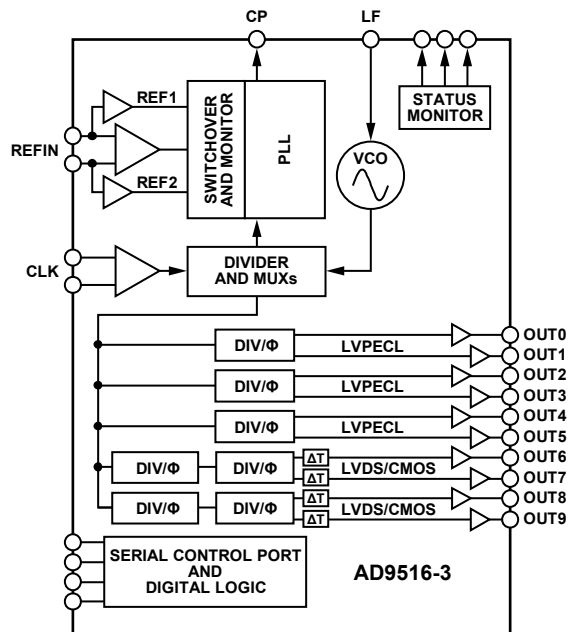 CP
LF
REF1
REFIN
REF2
SWITCHOVER
AND MONITOR
PLL
VCO
STATUS
MONITOR
CLK
DIVIDER
AND MUXs
DIV/Φ
LVPECL
OUT0
OUT1
DIV/Φ
LVPECL
OUT2
OUT3
DIV/Φ
LVPECL
OUT4
OUT5
DIV/Φ
DIV/Φ
ΔT
ΔT
LVDS/CMOS
OUT6
OUT7
DIV/Φ
DIV/Φ
ΔT
ΔT
LVDS/CMOS
OUT8
OUT9
SERIAL CONTROL PORT
AND
DIGITAL LOGIC
AD9516-3